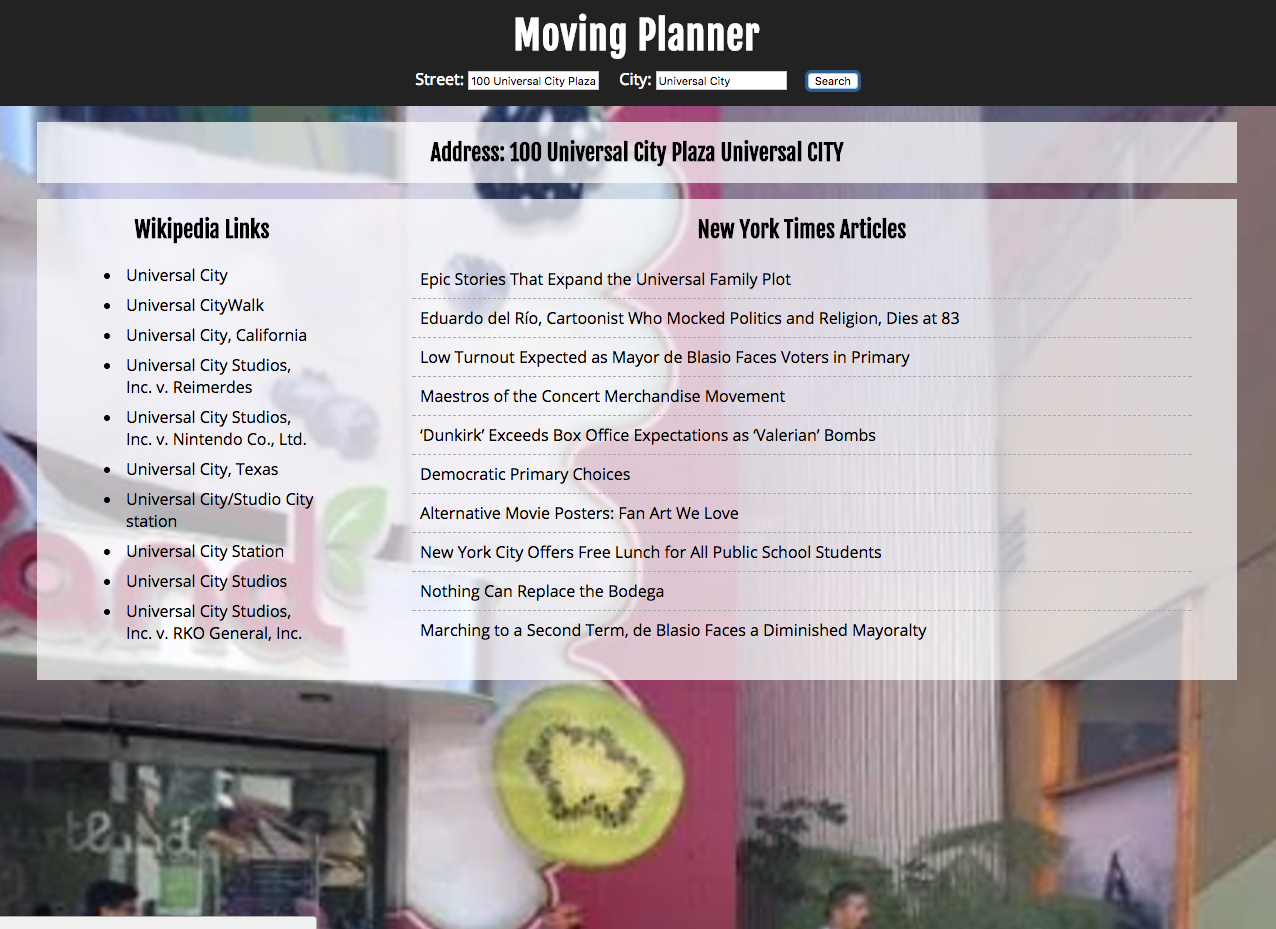 Moving Planner
Street: 100 Universal City Plaza City: Universal City Search
Address: 100 Universal City Plaza Universal CITY
Wikipedia Links
Universal City
Universal CityWalk
Universal City, California
Universal City Studios,
Inc. v. Reimerdes
Universal City Studios,
Inc. v. Nintendo Co., Ltd.
Universal City, Texas
Universal City/Studio City
station
Universal City Station
Universal City Studios
Universal City Studios,
Inc. v. RKO General, Inc.
New York Times Articles
Epic Stories That Expand the Universal Family Plot
Eduardo del Río, Cartoonist Who Mocked Politics and Religion, Dies at 83
Low Turnout Expected as Mayor de Blasio Faces Voters in Primary
Maestros of the Concert Merchandise Movement
‘Dunkirk’ Exceeds Box Office Expectations as ‘Valerian’ Bombs
Democratic Primary Choices
Alternative Movie Posters: Fan Art We Love
New York City Offers Free Lunch for All Public School Students
Nothing Can Replace the Bodega
Marching to a Second Term, de Blasio Faces a Diminished Mayoralty